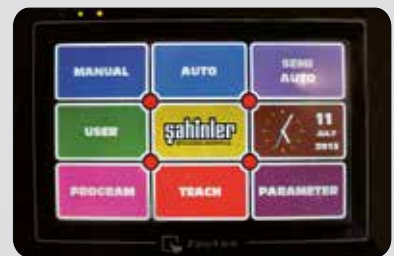 MANUAL
AUTO
SEMI
AUTO
USER
şahinler
11
JULY
2013
PROGRAM
TEACH
PARAMETER